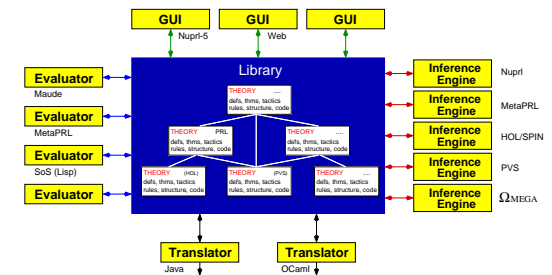 GUI GUI GUI
Nuprl-5 Web
Library
Evaluator
Maude
Evaluator
MetaPRL
Evaluator
SoS (Lisp)
Evaluator
THEORY ....
defs, thms, tactics
rules, structure, code
THEORY PRL
defs, thms, tactics
rules, structure, code
THEORY ....
defs, thms, tactics
rules, structure, code
THEORY (HOL)
defs, thms, tactics
rules, structure, code
THEORY (PVS)
defs, thms, tactics
rules, structure, code
THEORY ....
defs, thms, tactics
rules, structure, code
Inference
Engine
Nuprl
Inference
Engine
MetaPRL
Inference
Engine
HOL/SPIN
Inference
Engine
PVS
Inference
Engine
ΩMEGA
Translator
Java
Translator
OCaml